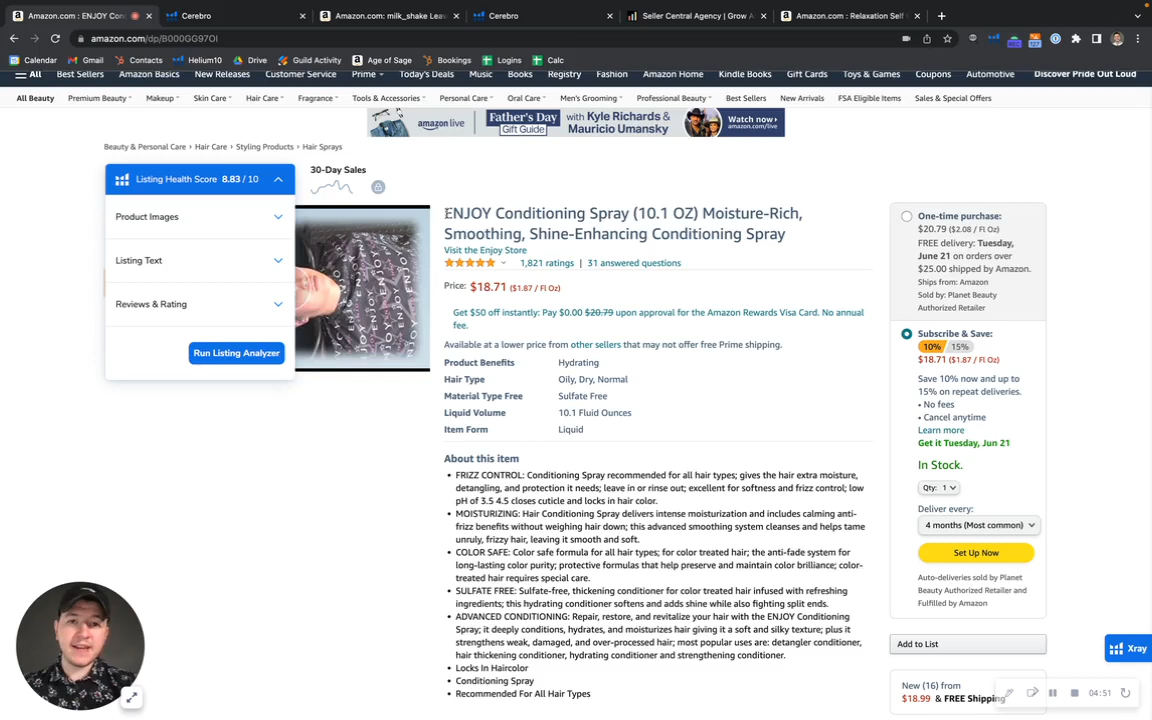 Amazon.com: ENJOY Con
Cerebro
Amazon.com: milk_shake Leav
Cerebro
Seller Central Agency | Grow A
Amazon.com : Relaxation Self
amazon.com/dp/B000GG97OI
Calendar
Gmail
Contacts
Helium10
Drive
Guild Activity
Age of Sage
Bookings
Logins
Calc
All
Best Sellers
Amazon Basics
New Releases
Customer Service
Prime
Today's Deals
Music
Books
Registry
Fashion
Amazon Home
Kindle Books
Gift Cards
Toys & Games
Coupons
Automotive
Discover Pride Out Loud
All Beauty
Premium Beauty
Makeup
Skin Care
Hair Care
Fragrance
Tools & Accessories
Personal Care
Oral Care
Men's Grooming
Professional Beauty
Best Sellers
New Arrivals
FSA Eligible Items
Sales & Special Offers
amazon live
Father's Day
Gift Guide
with Kyle Richards &
Mauricio Umansky
Watch now
amazon.com/live
Beauty & Personal Care › Hair Care › Styling Products › Hair Sprays
Listing Health Score 8.83 / 10
Product Images
Listing Text
Reviews & Rating
Run Listing Analyzer
30-Day Sales
ENJOY
ENJOY Conditioning Spray (10.1 OZ) Moisture-Rich,
Smoothing, Shine-Enhancing Conditioning Spray
Visit the Enjoy Store
1,821 ratings | 31 answered questions
Price: $18.71 ($1.87 / Fl Oz)
Get $50 off instantly: Pay $0.00 $20.79 upon approval for the Amazon Rewards Visa Card. No annual
fee.
Available at a lower price from other sellers that may not offer free Prime shipping.
Product Benefits Hydrating
Hair Type Oily, Dry, Normal
Material Type Free Sulfate Free
Liquid Volume 10.1 Fluid Ounces
Item Form Liquid
About this item
• FRIZZ CONTROL: Conditioning Spray recommended for all hair types; gives the hair extra moisture,
detangling, and protection it needs; leave in or rinse out; excellent for softness and frizz control; low
pH of 3.5 4.5 closes cuticle and locks in hair color.
• MOISTURIZING: Hair Conditioning Spray delivers intense moisturization and includes calming anti-
frizz benefits without weighing hair down; this advanced smoothing system cleanses and helps tame
unruly, frizzy hair, leaving it smooth and soft.
• COLOR SAFE: Color safe formula for all hair types; for color treated hair; the anti-fade system for
long-lasting color purity; protective formulas that help preserve and maintain color brilliance; color-
treated hair requires special care.
• SULFATE FREE: Sulfate-free, thickening conditioner for color treated hair infused with refreshing
ingredients; this hydrating conditioner softens and adds shine while also fighting split ends.
• ADVANCED CONDITIONING: Repair, restore, and revitalize your hair with the ENJOY Conditioning
Spray; it deeply conditions, hydrates, and moisturizes hair giving it a soft and silky texture; plus it
strengthens weak, damaged, and over-processed hair; most popular uses are: detangler conditioner,
hair thickening conditioner, hydrating conditioner and strengthening conditioner.
• Locks In Haircolor
• Conditioning Spray
• Recommended For All Hair Types
One-time purchase:
$20.79 ($2.08 / Fl Oz)
FREE delivery: Tuesday,
June 21 on orders over
$25.00 shipped by Amazon.
Ships from: Amazon
Sold by: Planet Beauty
Authorized Retailer
Subscribe & Save:
10% 15%
$18.71 ($1.87 / Fl Oz)
Save 10% now and up to
15% on repeat deliveries.
• No fees
• Cancel anytime
Learn more
Get it Tuesday, Jun 21
In Stock.
Qty: 1
Deliver every:
4 months (Most common)
Set Up Now
Auto-deliveries sold by Planet
Beauty Authorized Retailer and
Fulfilled by Amazon
Add to List
New (16) from
$18.99 & FREE Shipping
Xray
04:51